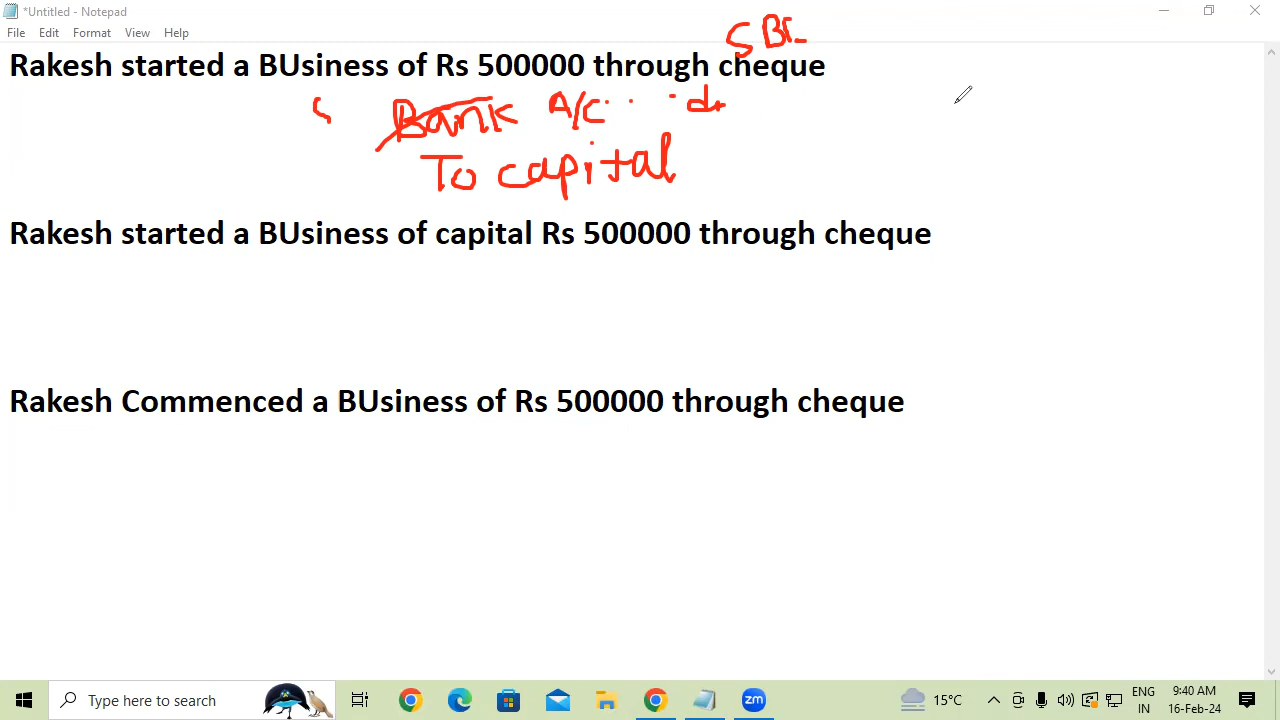 *Untitled - Notepad
File Edit Format View Help
SBI
Rakesh started a BUsiness of Rs 500000 through cheque
Bank A/C ... dr
To capital
Rakesh started a BUsiness of capital Rs 500000 through cheque
Rakesh Commenced a BUsiness of Rs 500000 through cheque
Type here to search
zm
15°C
ENG
IN
9:40 AM
16-Feb-24